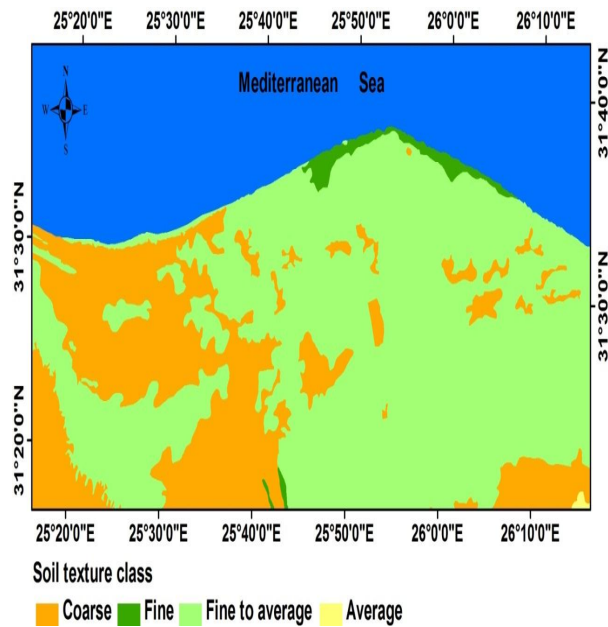 25°20'0"E 25°30'0"E 25°40'0"E 25°50'0"E 26°0'0"E 26°10'0"E
Mediterranean Sea
N
W E
S
31°40'0"N
31°30'0"N
31°30'0"N
31°20'0"N
25°20'0"E 25°30'0"E 25°40'0"E 25°50'0"E 26°0'0"E 26°10'0"E
Soil texture class
Coarse Fine Fine to average Average